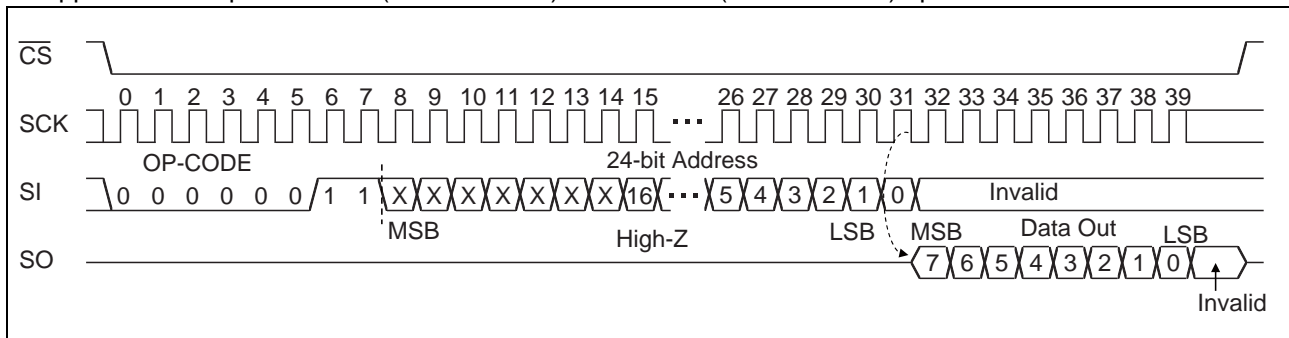 CS
0 1 2 3 4 5 6 7 8 9 10 11 12 13 14 15 ... 26 27 28 29 30 31 32 33 34 35 36 37 38 39
SCK
OP-CODE 24-bit Address
SI 0 0 0 0 0 0 1 1 X X X X X X X 16 ... 5 4 3 2 1 0 Invalid
MSB High-Z LSB MSB Data Out LSB
SO 7 6 5 4 3 2 1 0
Invalid